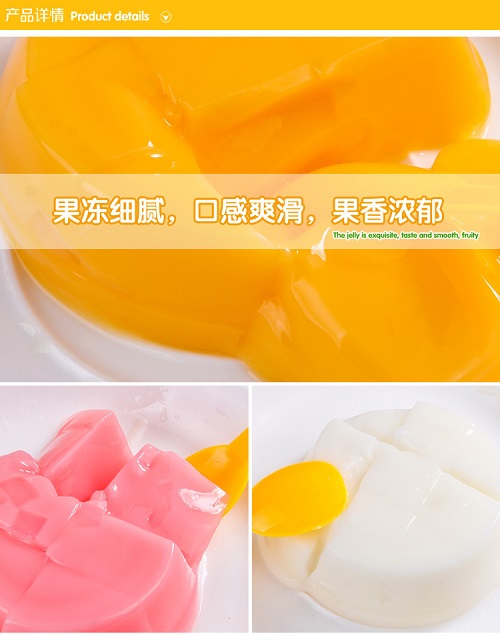 产品详情 Product details
果冻细腻，口感爽滑，果香浓郁
The jelly is exquisite, taste and smooth, fruity